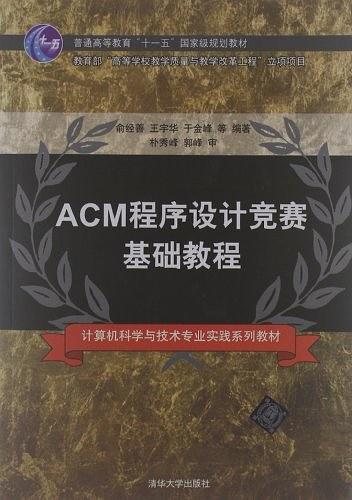 十一五
普通高等教育“十一五”国家级规划教材
教育部“高等学校教学质量与教学改革工程”立项项目
俞经善 王宇华 于金峰 等 编著
朴秀峰 郭峰 审
ACM程序设计竞赛
基础教程
计算机科学与技术专业实践系列教材
清华大学出版社